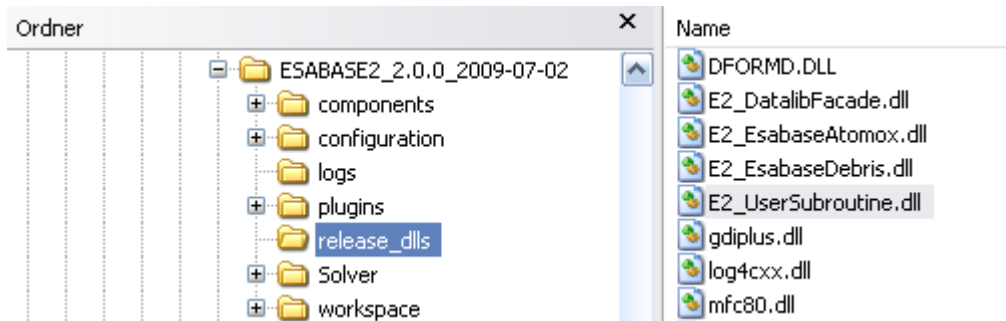 Ordner
ESABASE2_2.0.0_2009-07-02
components
configuration
logs
plugins
release_dlls
Solver
workspace
Name
DFORMD.DLL
E2_DatalibFacade.dll
E2_EsabaseAtomox.dll
E2_EsabaseDebris.dll
E2_UserSubroutine.dll
gdiplus.dll
log4cxx.dll
mfc80.dll